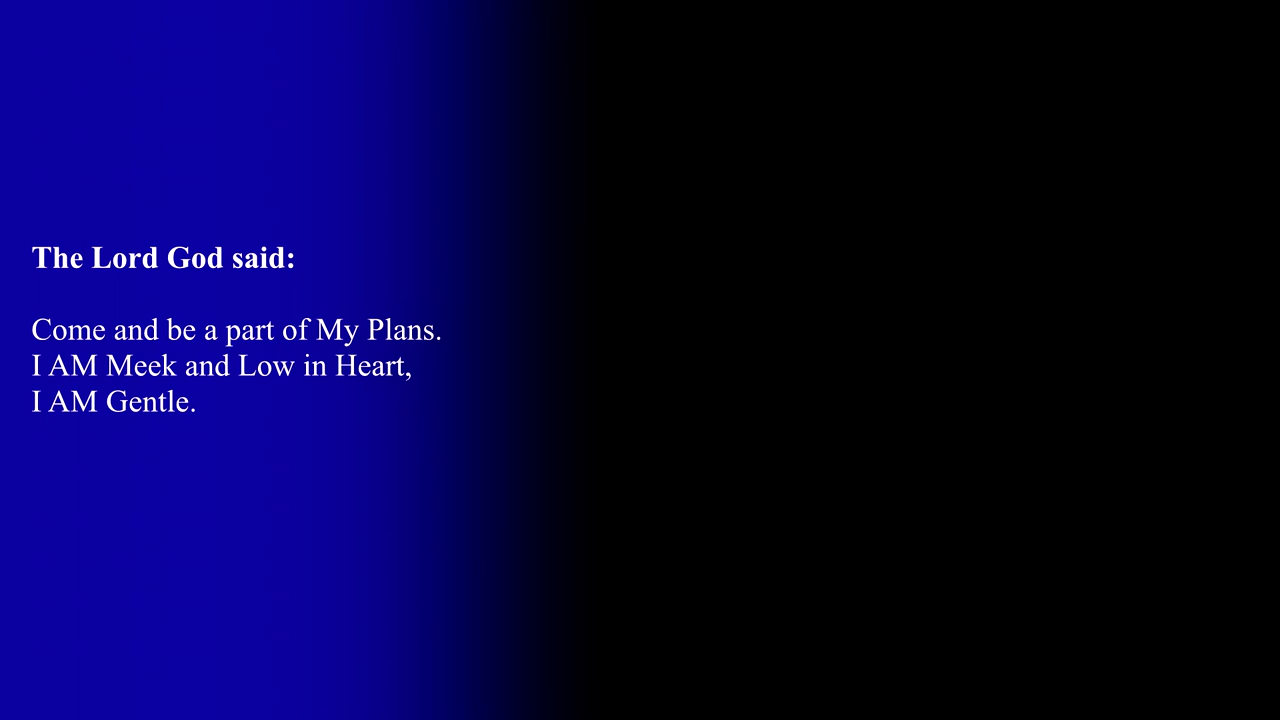 The Lord God said:
Come and be a part of My Plans.
I AM Meek and Low in Heart,
I AM Gentle.